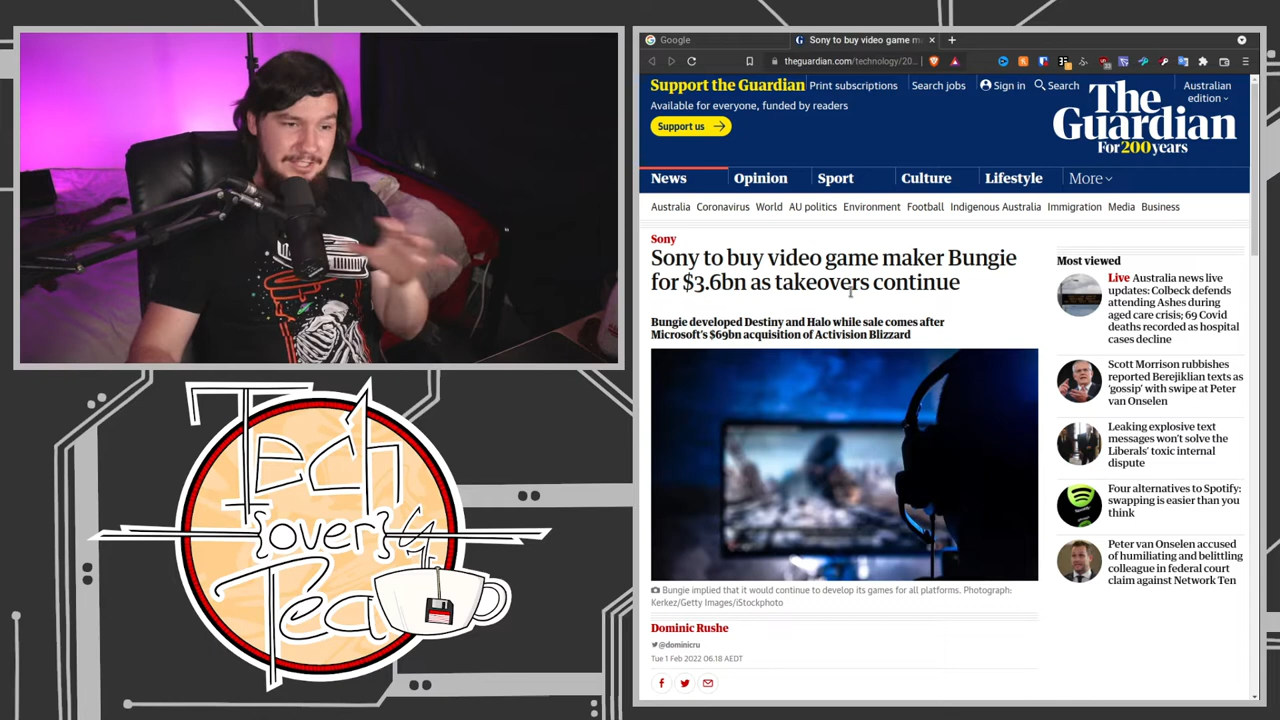 Google
Sony to buy video game m
theguardian.com/technology/20...
Support the Guardian
Available for everyone, funded by readers
Support us
Print subscriptions
Search jobs
Sign in
Search
Australian
edition
The
Guardian
For 200 years
News
Opinion
Sport
Culture
Lifestyle
More
Australia
Coronavirus
World
AU politics
Environment
Football
Indigenous Australia
Immigration
Media
Business
Sony
Sony to buy video game maker Bungie
for $3.6bn as takeovers continue
Bungie developed Destiny and Halo while sale comes after
Microsoft's $69bn acquisition of Activision Blizzard
Bungie implied that it would continue to develop its games for all platforms. Photograph:
Kerkez/Getty Images/iStockphoto
Dominic Rushe
@dominicru
Tue 1 Feb 2022 06.18 AEDT
Most viewed
Live Australia news live
updates: Colbeck defends
attending Ashes during
aged care crisis; 69 Covid
deaths recorded as hospital
cases decline
Scott Morrison rubbishes
reported Berejiklian texts as
'gossip' with swipe at Peter
van Onselen
Leaking explosive text
messages won't solve the
Liberals' toxic internal
dispute
Four alternatives to Spotify:
swapping is easier than you
think
Peter van Onselen accused
of humiliating and belittling
colleague in federal court
claim against Network Ten
Tech
{over}
Tea